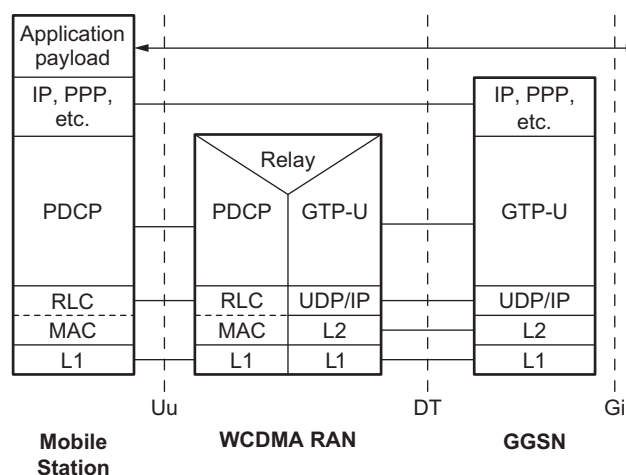 Application
payload
IP, PPP,
etc.
IP, PPP,
etc.
Relay
PDCP
PDCP
GTP-U
GTP-U
RLC
RLC
UDP/IP
UDP/IP
MAC
MAC
L2
L2
L1
L1
L1
L1
Uu
DT
Gi
Mobile
Station
WCDMA RAN
GGSN